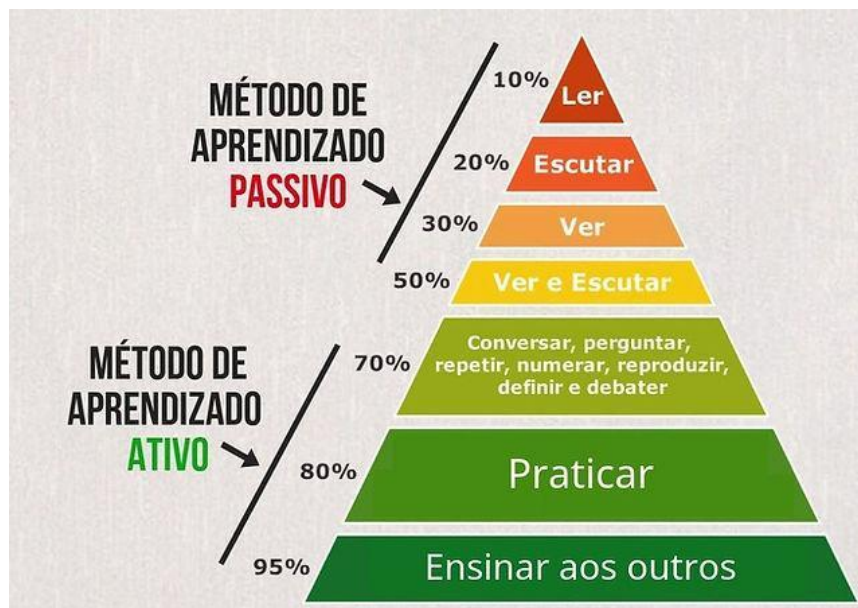 MÉTODO DE
APRENDIZADO
PASSIVO
10%
Ler
20%
Escutar
30%
Ver
50%
Ver e Escutar
MÉTODO DE
APRENDIZADO
ATIVO
70%
Conversar, perguntar,
repetir, numerar, reproduzir,
definir e debater
80%
Praticar
95%
Ensinar aos outros